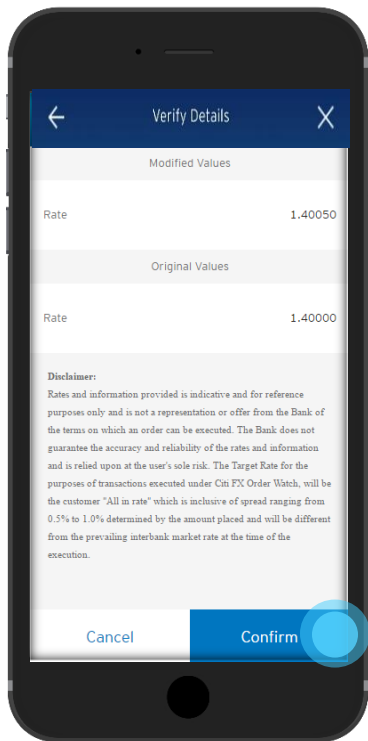 Verify Details
Modified Values
Rate 1.40050
Original Values
Rate 1.40000
Disclaimer:
Rates and information provided is indicative and for reference
purposes only and is not a representation or offer from the Bank of
the terms on which an order can be executed. The Bank does not
guarantee the accuracy and reliability of the rates and information
and is relied upon at the user's sole risk. The Target Rate for the
purposes of transactions executed under Citi FX Order Watch, will be
the customer "All in rate" which is inclusive of spread ranging from
0.5% to 1.0% determined by the amount placed and will be different
from the prevailing interbank market rate at the time of the
execution.
Cancel Confirm